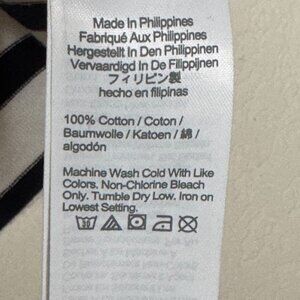 Made In Philippines
Fabriqué Aux Philippines
Hergestellt In Den Philippinen
Vervaardigd In De Filippijnen
フィリピン製
hecho en filipinas
100% Cotton / Coton /
Baumwolle / Katoen / 綿 /
algodón
Machine Wash Cold With Like
Colors. Non-Chlorine Bleach
Only. Tumble Dry Low. Iron on
Lowest Setting.
30